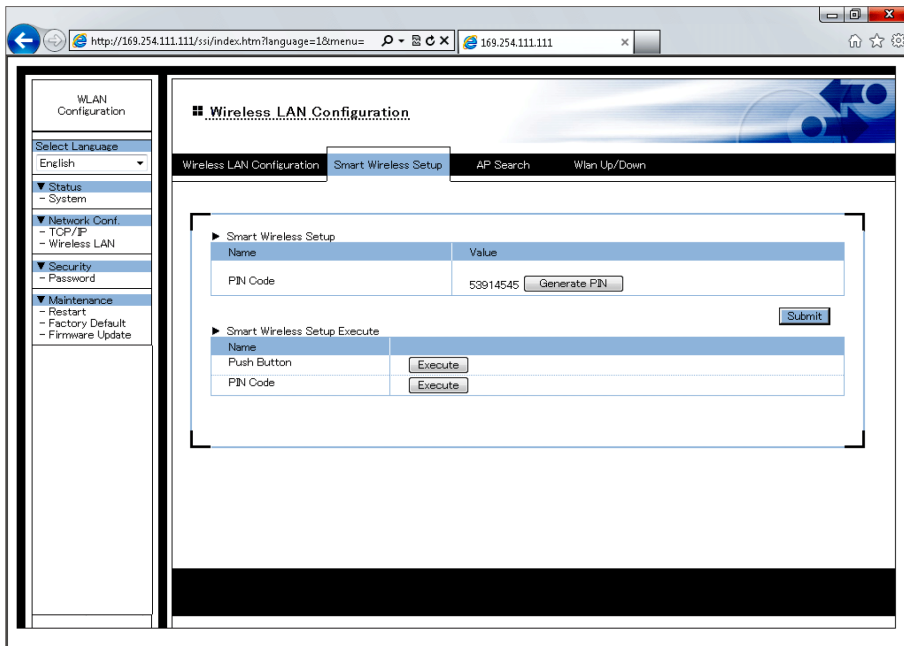 http://169.254.111.111/ssi/index.htm?language=1&menu=
169.254.111.111
WLAN
Configuration
Select Language
English
▼ Status
- System
▼ Network Conf.
- TCP/IP
- Wireless LAN
▼ Security
- Password
▼ Maintenance
- Restart
- Factory Default
- Firmware Update
Wireless LAN Configuration
Wireless LAN Configuration Smart Wireless Setup AP Search Wlan Up/Down
▶ Smart Wireless Setup
Name Value
PIN Code 53914545 Generate PIN
Submit
▶ Smart Wireless Setup Execute
Name
Push Button Execute
PIN Code Execute